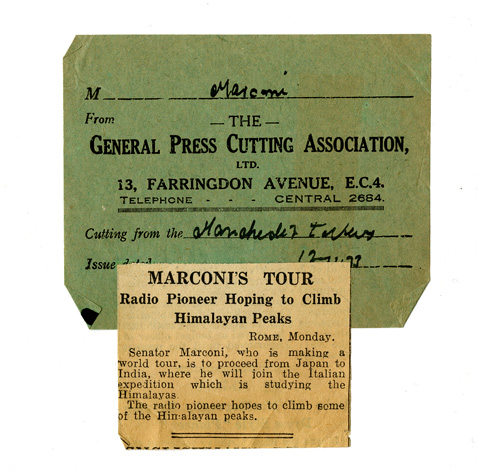 M Marconi
From
— THE —
GENERAL PRESS CUTTING ASSOCIATION,
LTD.
13, FARRINGDON AVENUE, E.C.4.
TELEPHONE - - - CENTRAL 2684.
Cutting from the Manchester
Issue dated
MARCONI'S TOUR
Radio Pioneer Hoping to Climb
Himalayan Peaks
ROME, Monday.
Senator Marconi, who is making a
world tour, is to proceed from Japan to
India, where he will join the Italian
expedition which is studying the
Himalayas.
The radio pioneer hopes to climb some
of the Himalayan peaks.